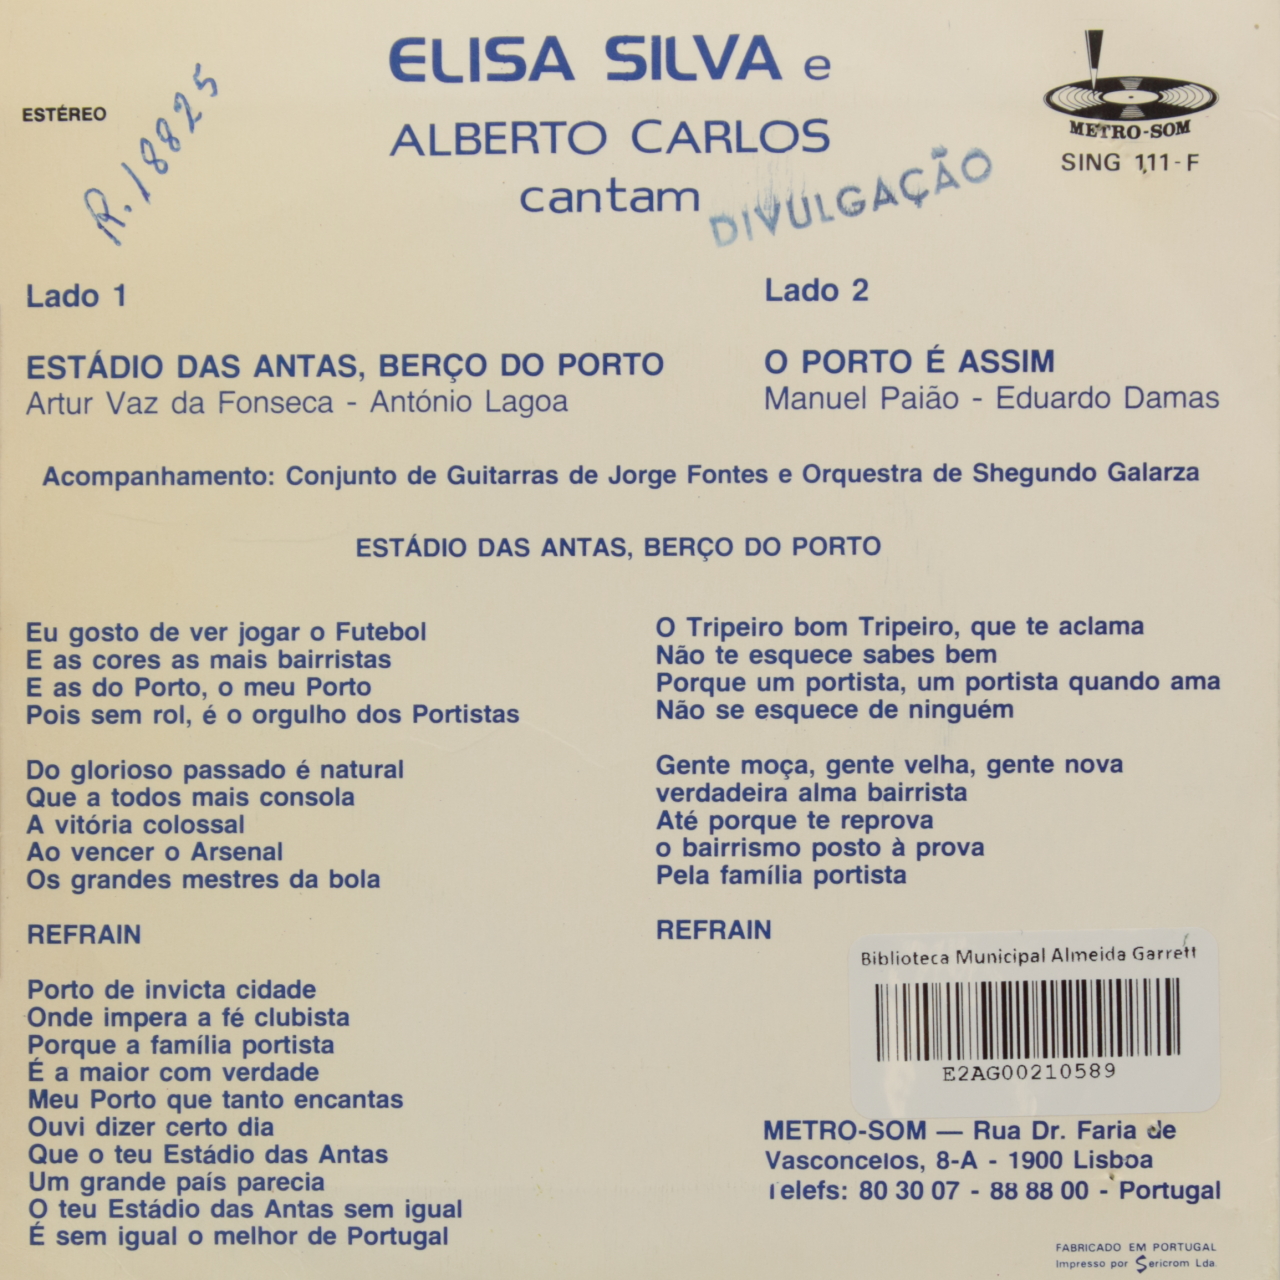 ELISA SILVA e
ALBERTO CARLOS
cantam
ESTÉREO
R.18825
DIVULGAÇÃO
METRO-SOM
SING 111-F
Lado 1
ESTÁDIO DAS ANTAS, BERÇO DO PORTO
Artur Vaz da Fonseca - António Lagoa
Lado 2
O PORTO É ASSIM
Manuel Paião - Eduardo Damas
Acompanhamento: Conjunto de Guitarras de Jorge Fontes e Orquestra de Shegundo Galarza
ESTÁDIO DAS ANTAS, BERÇO DO PORTO
Eu gosto de ver jogar o Futebol
E as cores as mais bairristas
E as do Porto, o meu Porto
Pois sem rol, é o orgulho dos Portistas
Do glorioso passado é natural
Que a todos mais consola
A vitória colossal
Ao vencer o Arsenal
Os grandes mestres da bola
REFRAIN
Porto de invicta cidade
Onde impera a fé clubista
Porque a família portista
É a maior com verdade
Meu Porto que tanto encantas
Ouvi dizer certo dia
Que o teu Estádio das Antas
Um grande país parecia
O teu Estádio das Antas sem igual
É sem igual o melhor de Portugal
O Tripeiro bom Tripeiro, que te aclama
Não te esquece sabes bem
Porque um portista, um portista quando ama
Não se esquece de ninguém
Gente moça, gente velha, gente nova
verdadeira alma bairrista
Até porque te reprova
o bairrismo posto à prova
Pela família portista
REFRAIN
Biblioteca Municipal Almeida Garrett
E2AG00210589
METRO-SOM — Rua Dr. Faria de
Vasconcelos, 8-A - 1900 Lisboa
Telefs: 80 30 07 - 88 88 00 - Portugal
FABRICADO EM PORTUGAL
Impresso por Sericrom Lda.